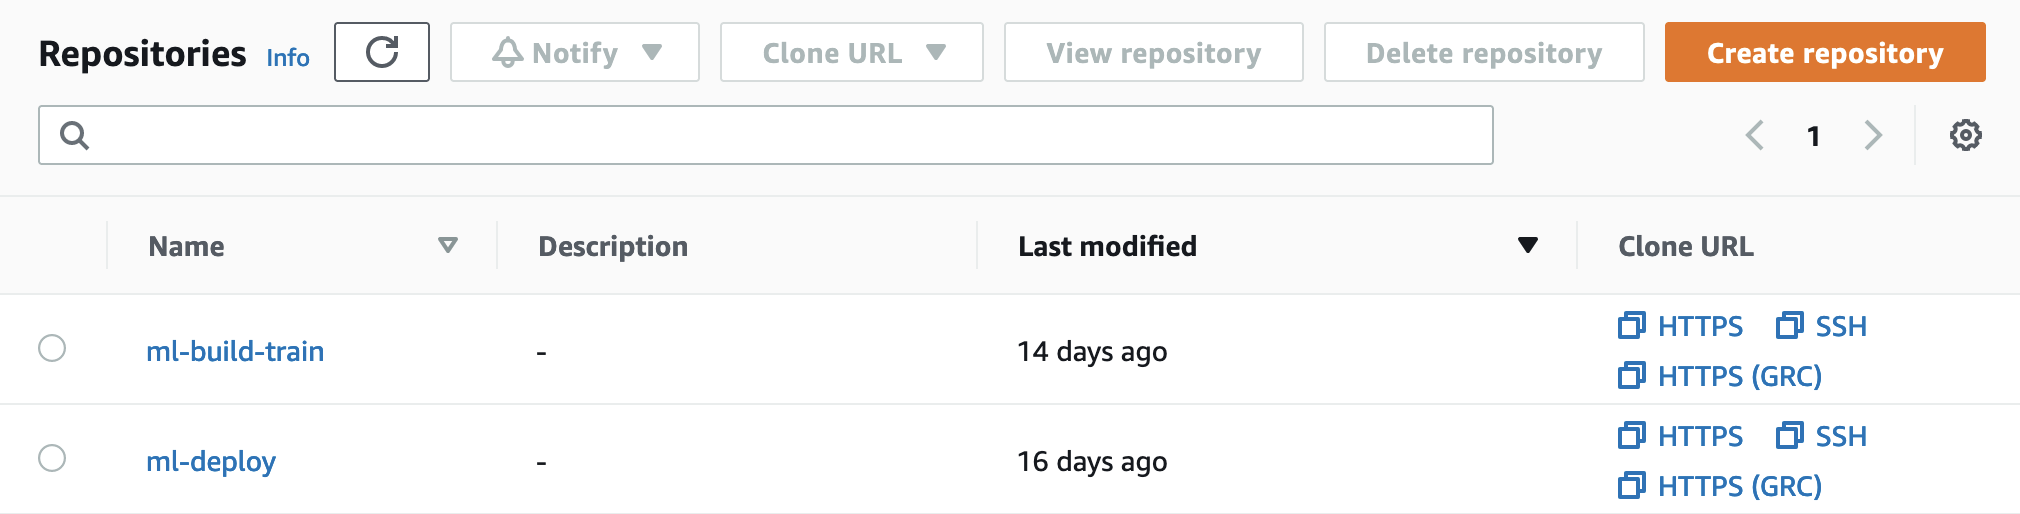 Repositories Info Notify Clone URL View repository Delete repository Create repository
1
Name Description Last modified Clone URL
ml-build-train - 14 days ago HTTPS SSH
HTTPS (GRC)
ml-deploy - 16 days ago HTTPS SSH
HTTPS (GRC)